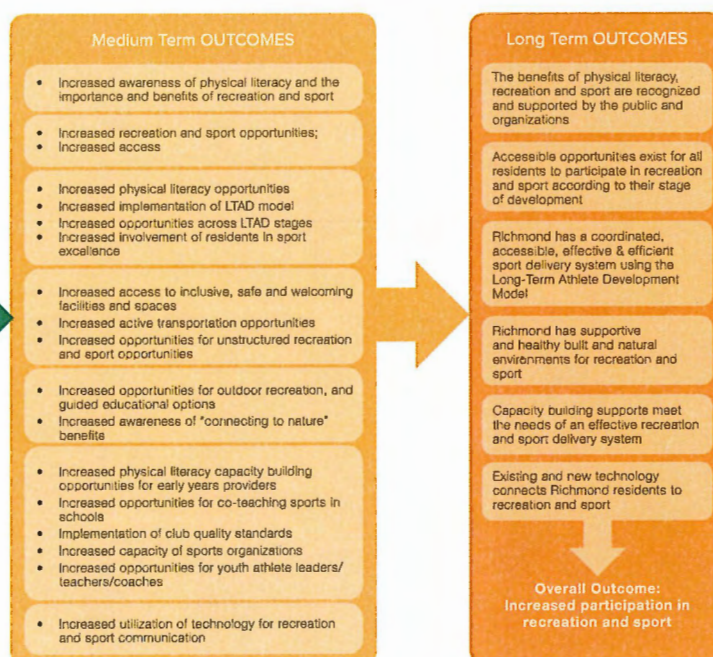 Medium Term OUTCOMES
• Increased awareness of physical literacy and the
importance and benefits of recreation and sport
• Increased recreation and sport opportunities;
• Increased access
• Increased physical literacy opportunities
• Increased implementation of LTAD model
• Increased opportunities across LTAD stages
• Increased involvement of residents in sport
excellence
• Increased access to inclusive, safe and welcoming
facilities and spaces
• Increased active transportation opportunities
• Increased opportunities for unstructured recreation
and sport opportunities
• Increased opportunities for outdoor recreation, and
guided educational options
• Increased awareness of "connecting to nature"
benefits
• Increased physical literacy capacity building
opportunities for early years providers
• Increased opportunities for co-teaching sports in
schools
• Implementation of club quality standards
• Increased capacity of sports organizations
• Increased opportunities for youth athlete leaders/
teachers/coaches
• Increased utilization of technology for recreation
and sport communication
Long Term OUTCOMES
The benefits of physical literacy,
recreation and sport are recognized
and supported by the public and
organizations
Accessible opportunities exist for all
residents to participate in recreation
and sport according to their stage
of development
Richmond has a coordinated,
accessible, effective & efficient
sport delivery system using the
Long-Term Athlete Development
Model
Richmond has supportive
and healthy built and natural
environments for recreation and
sport
Capacity building supports meet
the needs of an effective recreation
and sport delivery system
Existing and new technology
connects Richmond residents to
recreation and sport
Overall Outcome:
Increased participation in
recreation and sport